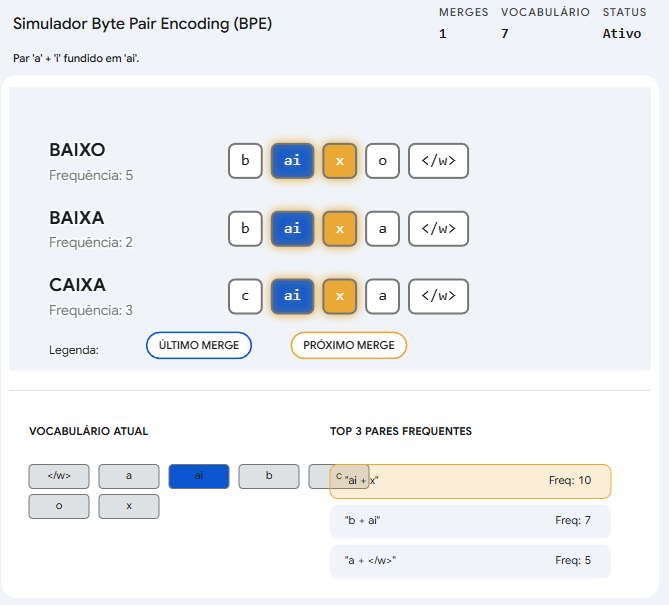 Simulador Byte Pair Encoding (BPE)
MERGES VOCABULÁRIO STATUS
1 7 Ativo
Par 'a' + 'i' fundido em 'ai'.
BAIXO
Frequência: 5
b ai x o </w>
BAIXA
Frequência: 2
b ai x a </w>
CAIXA
Frequência: 3
c ai x a </w>
Legenda: ÚLTIMO MERGE PRÓXIMO MERGE
VOCABULÁRIO ATUAL
</w> a ai b c
o x
TOP 3 PARES FREQUENTES
"ai + x" Freq: 10
"b + ai" Freq: 7
"a + </w>" Freq: 5